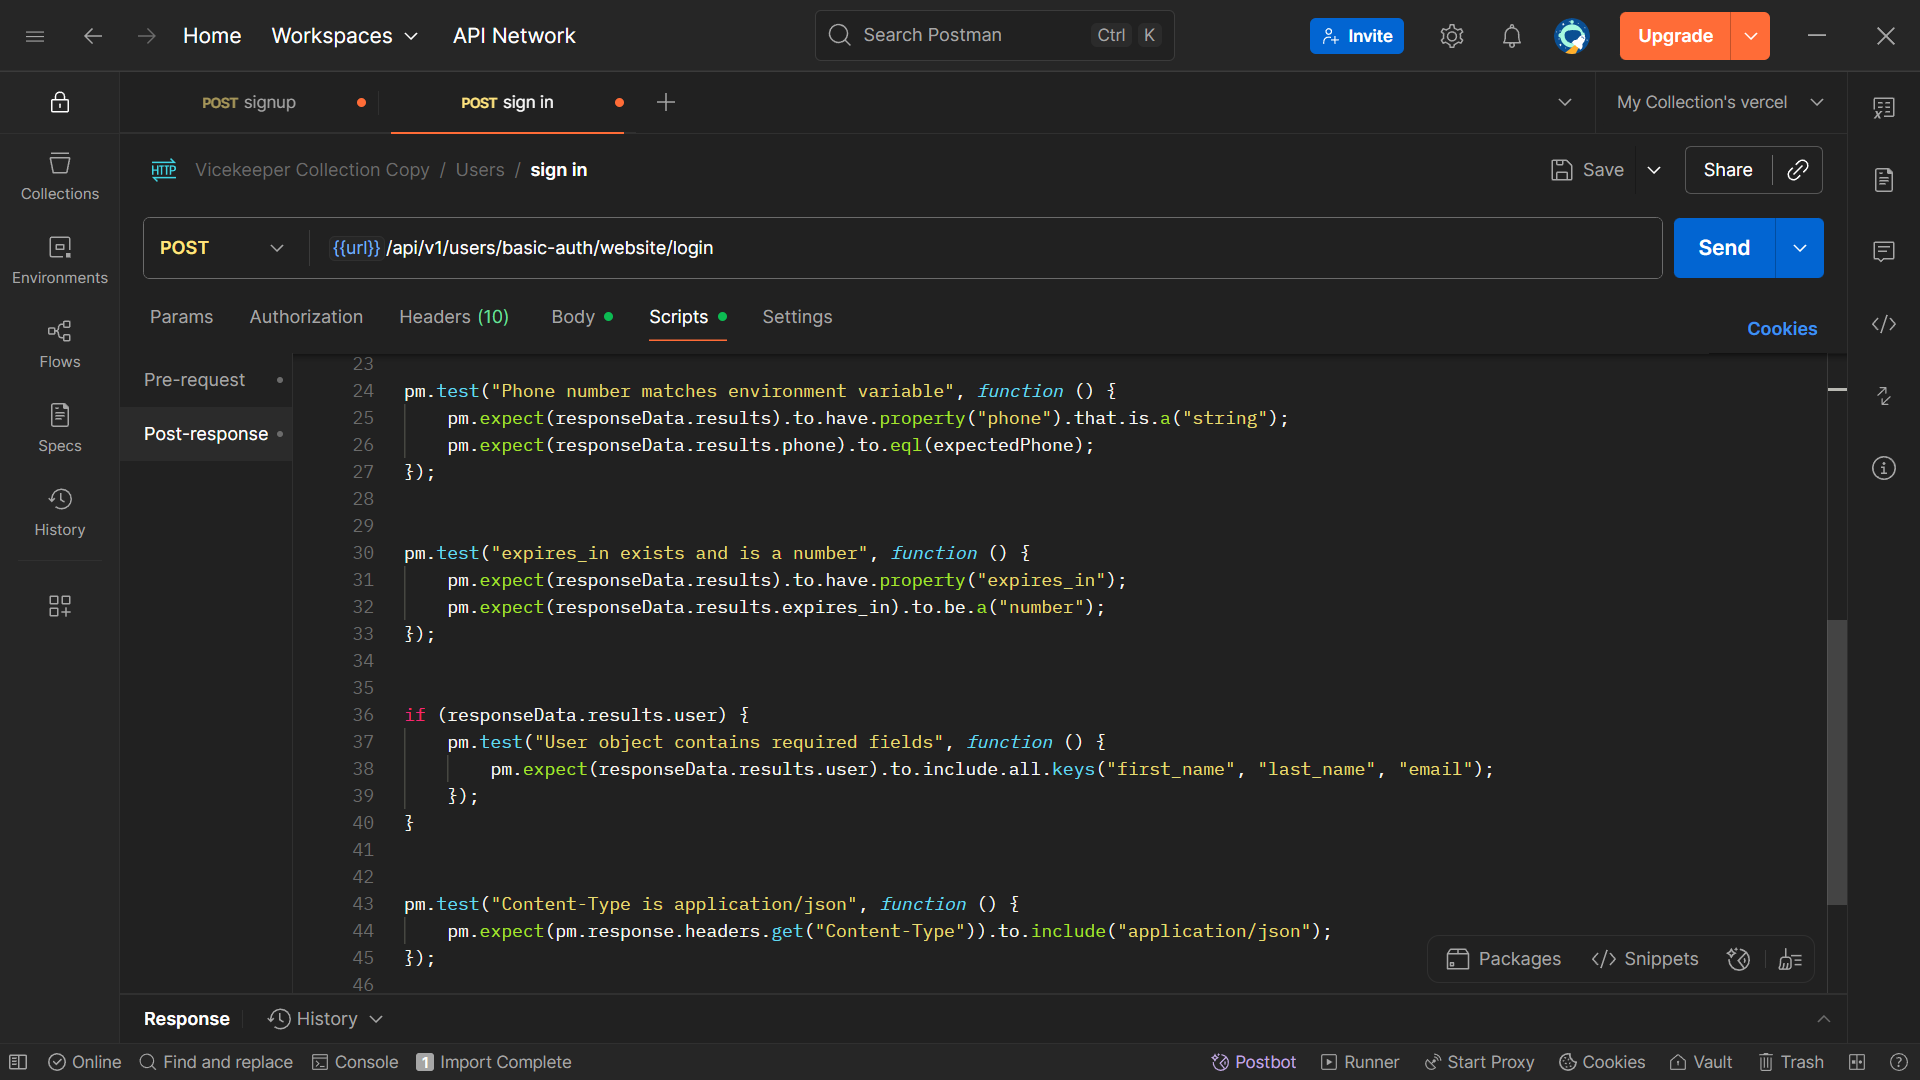 Home Workspaces API Network Search Postman Ctrl K Invite Upgrade
POST signup POST sign in My Collection's vercel
HTTP Vicekeeper Collection Copy / Users / sign in Save Share
Collections
Environments
Flows
Specs
History
POST {{url}} /api/v1/users/basic-auth/website/login Send
Params Authorization Headers (10) Body Scripts Settings Cookies
Pre-request
Post-response
23
24 pm.test("Phone number matches environment variable", function () {
25 pm.expect(responseData.results).to.have.property("phone").that.is.a("string");
26 pm.expect(responseData.results.phone).to.eql(expectedPhone);
27 });
28
29
30 pm.test("expires_in exists and is a number", function () {
31 pm.expect(responseData.results).to.have.property("expires_in");
32 pm.expect(responseData.results.expires_in).to.be.a("number");
33 });
34
35
36 if (responseData.results.user) {
37 pm.test("User object contains required fields", function () {
38 pm.expect(responseData.results.user).to.include.all.keys("first_name", "last_name", "email");
39 });
40 }
41
42
43 pm.test("Content-Type is application/json", function () {
44 pm.expect(pm.response.headers.get("Content-Type")).to.include("application/json");
45 });
46
Packages Snippets
Response History
Online Find and replace Console 1 Import Complete Postbot Runner Start Proxy Cookies Vault Trash